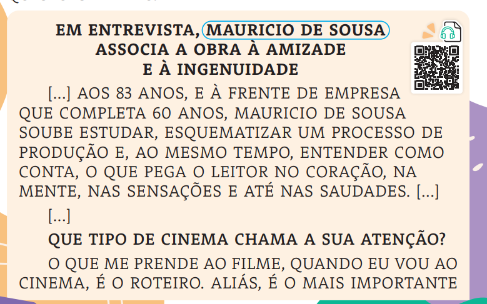 EM ENTREVISTA, MAURICIO DE SOUSA
ASSOCIA A OBRA À AMIZADE
E À INGENUIDADE
[...] AOS 83 ANOS, E À FRENTE DE EMPRESA
QUE COMPLETA 60 ANOS, MAURICIO DE SOUSA
SOUBE ESTUDAR, ESQUEMATIZAR UM PROCESSO DE
PRODUÇÃO E, AO MESMO TEMPO, ENTENDER COMO
CONTA, O QUE PEGA O LEITOR NO CORAÇÃO, NA
MENTE, NAS SENSAÇÕES E ATÉ NAS SAUDADES. [...]
[...]
QUE TIPO DE CINEMA CHAMA A SUA ATENÇÃO?
O QUE ME PRENDE AO FILME, QUANDO EU VOU AO
CINEMA, É O ROTEIRO. ALIÁS, É O MAIS IMPORTANTE